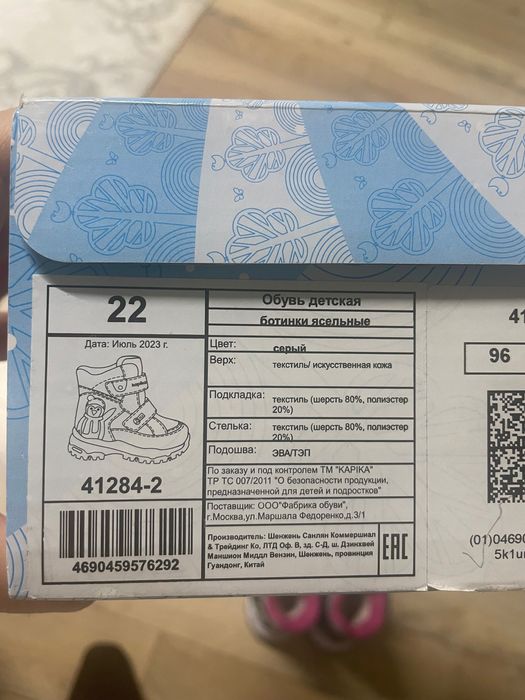 22
Дата: Июль 2023 г.
41284-2
4690459576292
Обувь детская
ботинки ясельные
Цвет: серый
Верх: текстиль/ искусственная кожа
Подкладка: текстиль (шерсть 80%, полиэстер
20%)
Стелька: текстиль (шерсть 80%, полиэстер
20%)
Подошва: ЭВА/ТЭП
По заказу и под контролем ТМ "KAPIKA"
ТР ТС 007/2011 "О безопасности продукции,
предназначенной для детей и подростков"
Поставщик: ООО"Фабрика обуви",
г.Москва,ул.Маршала Федоренко,д.3/1
Производитель: Шенжень Санлян Коммершиал
& Трейдинг Ко, ЛТД Оф. В, зд. С-Д, ш. Дзинхвей
Маншион Миддл Вензин, Шенжень, провинция
Гуандонг, Китай
EAC
41
96
(01)04690
5k1u